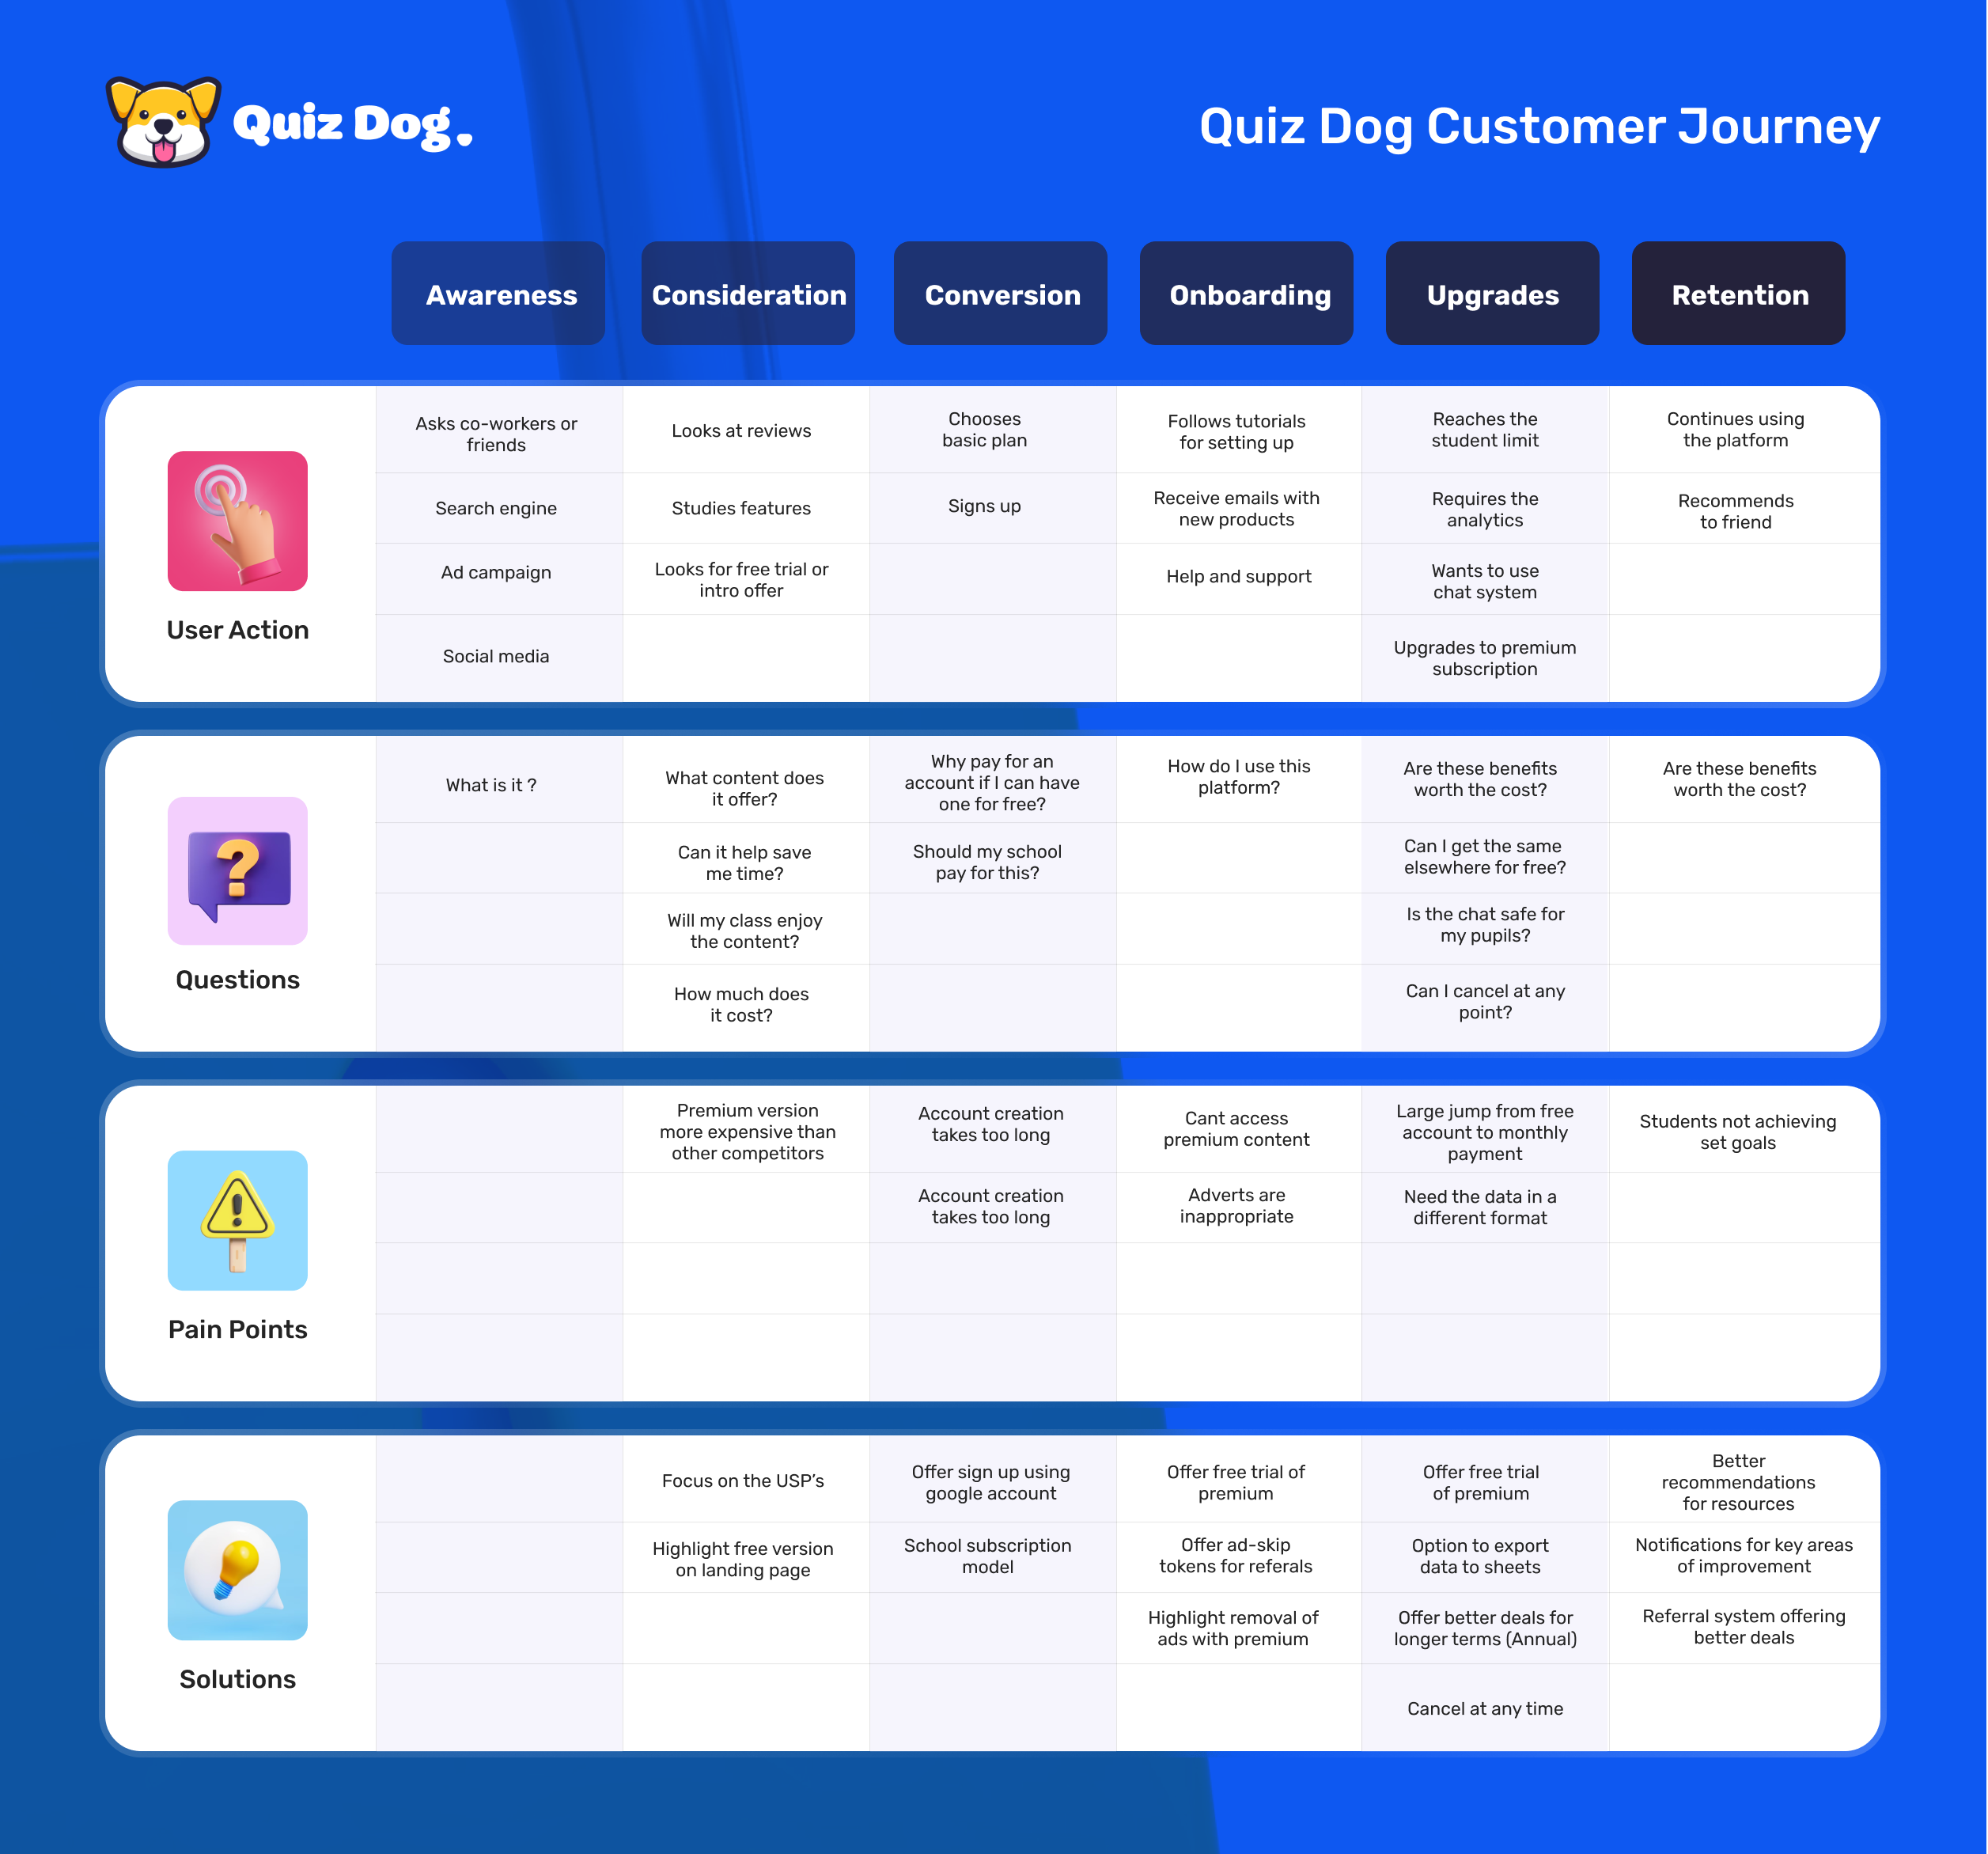 Quiz Dog.
Quiz Dog Customer Journey
Awareness
Consideration
Conversion
Onboarding
Upgrades
Retention
User Action
Asks co-workers or
friends
Looks at reviews
Chooses
basic plan
Follows tutorials
for setting up
Reaches the
student limit
Continues using
the platform
Search engine
Studies features
Signs up
Receive emails with
new products
Requires the
analytics
Recommends
to friend
Ad campaign
Looks for free trial or
intro offer
Help and support
Wants to use
chat system
Social media
Upgrades to premium
subscription
Questions
What is it ?
What content does
it offer?
Why pay for an
account if I can have
one for free?
How do I use this
platform?
Are these benefits
worth the cost?
Are these benefits
worth the cost?
Can it help save
me time?
Should my school
pay for this?
Can I get the same
elsewhere for free?
Will my class enjoy
the content?
Is the chat safe for
my pupils?
How much does
it cost?
Can I cancel at any
point?
Pain Points
Premium version
more expensive than
other competitors
Account creation
takes too long
Cant access
premium content
Large jump from free
account to monthly
payment
Students not achieving
set goals
Account creation
takes too long
Adverts are
inappropriate
Need the data in a
different format
Solutions
Focus on the USP's
Offer sign up using
google account
Offer free trial of
premium
Offer free trial
of premium
Better
recommendations
for resources
Highlight free version
on landing page
School subscription
model
Offer ad-skip
tokens for referals
Option to export
data to sheets
Notifications for key areas
of improvement
Highlight removal of
ads with premium
Offer better deals for
longer terms (Annual)
Referral system offering
better deals
Cancel at any time